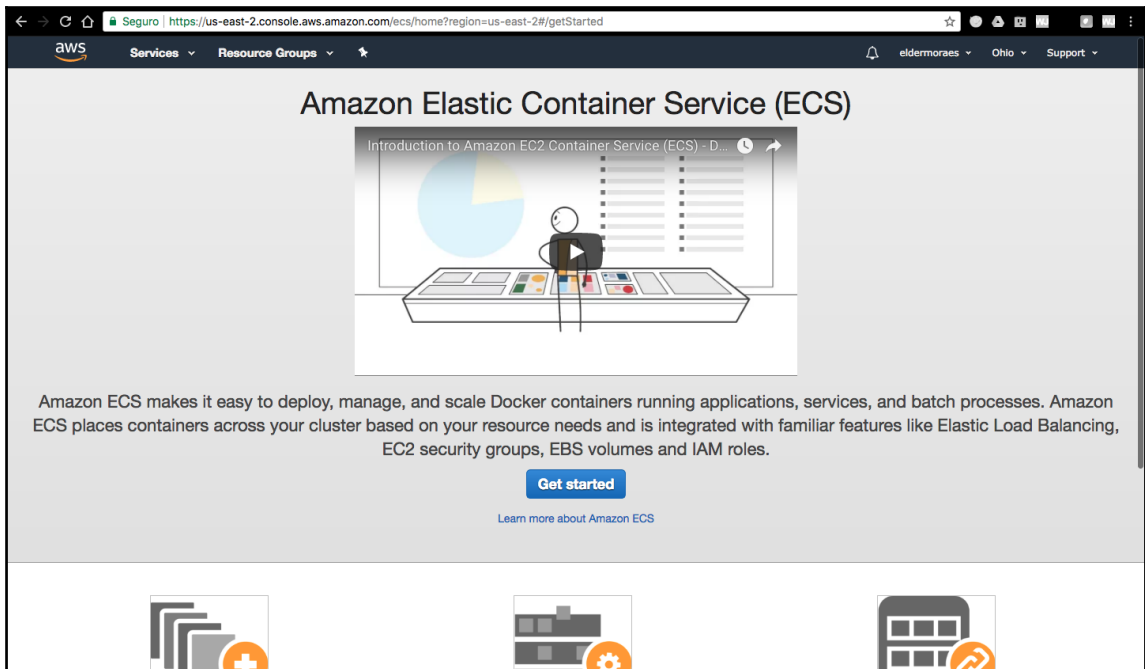 Seguro | https://us-east-2.console.aws.amazon.com/ecs/home?region=us-east-2#/getStarted
aws Services Resource Groups eldermoraes Ohio Support
Amazon Elastic Container Service (ECS)
Introduction to Amazon EC2 Container Service (ECS) - D...
Amazon ECS makes it easy to deploy, manage, and scale Docker containers running applications, services, and batch processes. Amazon
ECS places containers across your cluster based on your resource needs and is integrated with familiar features like Elastic Load Balancing,
EC2 security groups, EBS volumes and IAM roles.
Get started
Learn more about Amazon ECS